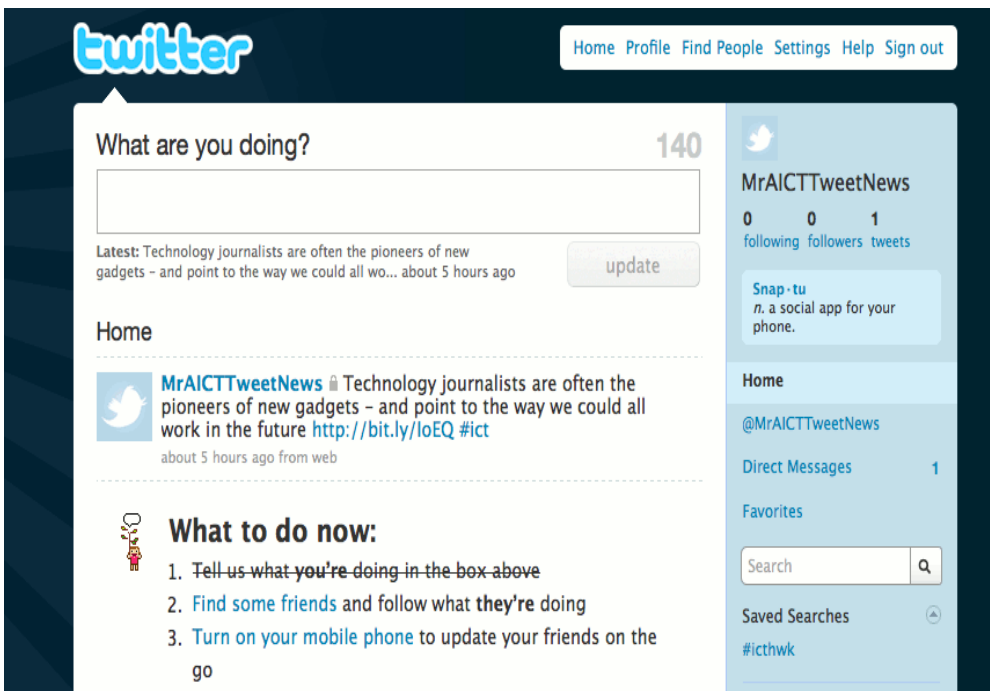 twitter
Home Profile Find People Settings Help Sign out
What are you doing?
140
Latest: Technology journalists are often the pioneers of new
gadgets – and point to the way we could all wo... about 5 hours ago
update
Home
MrAICTTweetNews Technology journalists are often the
pioneers of new gadgets – and point to the way we could all
work in the future http://bit.ly/IoEQ #ict
about 5 hours ago from web
What to do now:
1. Tell us what you're doing in the box above
2. Find some friends and follow what they're doing
3. Turn on your mobile phone to update your friends on the
go
MrAICTTweetNews
0 0 1
following followers tweets
Snap·tu
n. a social app for your
phone.
Home
@MrAICTTweetNews
Direct Messages 1
Favorites
Search
Saved Searches
#icthwk